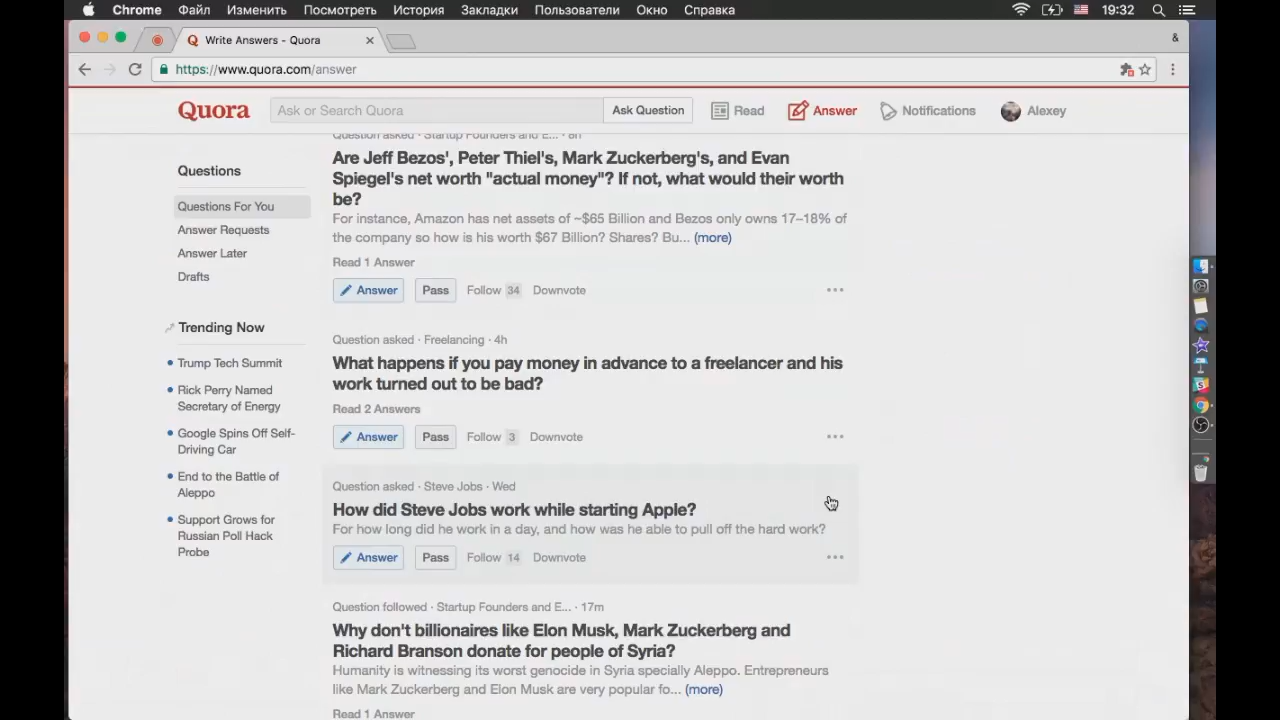 Chrome Файл Изменить Посмотреть История Закладки Пользователи Окно Справка 19:32
Write Answers - Quora
&
https://www.quora.com/answer
Quora
Ask or Search Quora
Ask Question
Read
Answer
Notifications
Alexey
Questions
Questions For You
Answer Requests
Answer Later
Drafts
Trending Now
Trump Tech Summit
Rick Perry Named
Secretary of Energy
Google Spins Off Self-
Driving Car
End to the Battle of
Aleppo
Support Grows for
Russian Poll Hack
Probe
Question asked · Startup Founders and E... · 8h
Are Jeff Bezos', Peter Thiel's, Mark Zuckerberg's, and Evan
Spiegel's net worth "actual money"? If not, what would their worth
be?
For instance, Amazon has net assets of ~$65 Billion and Bezos only owns 17–18% of
the company so how is his worth $67 Billion? Shares? Bu... (more)
Read 1 Answer
Answer Pass Follow 34 Downvote
Question asked · Freelancing · 4h
What happens if you pay money in advance to a freelancer and his
work turned out to be bad?
Read 2 Answers
Answer Pass Follow 3 Downvote
Question asked · Steve Jobs · Wed
How did Steve Jobs work while starting Apple?
For how long did he work in a day, and how was he able to pull off the hard work?
Answer Pass Follow 14 Downvote
Question followed · Startup Founders and E... · 17m
Why don't billionaires like Elon Musk, Mark Zuckerberg and
Richard Branson donate for people of Syria?
Humanity is witnessing its worst genocide in Syria specially Aleppo. Entrepreneurs
like Mark Zuckerberg and Elon Musk are very popular fo... (more)
Read 1 Answer